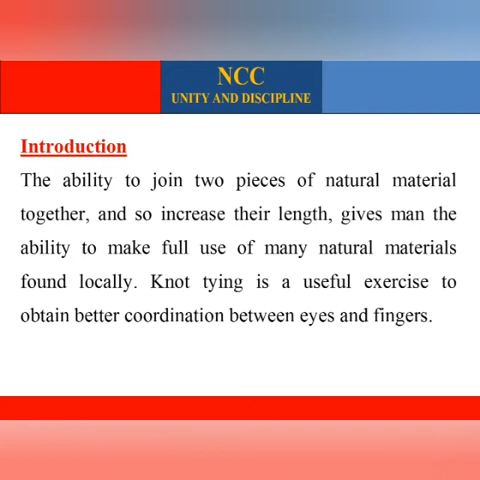 NCC
UNITY AND DISCIPLINE
Introduction
The ability to join two pieces of natural material
together, and so increase their length, gives man the
ability to make full use of many natural materials
found locally. Knot tying is a useful exercise to
obtain better coordination between eyes and fingers.